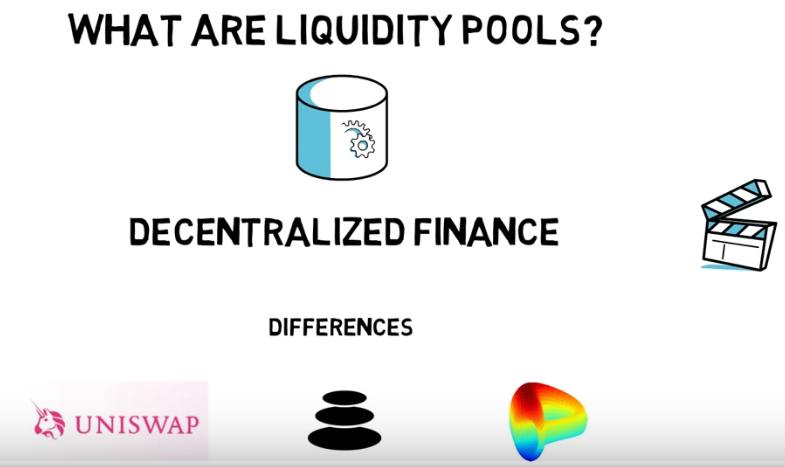 WHAT ARE LIQUIDITY POOLS?
DECENTRALIZED FINANCE
DIFFERENCES
UNISWAP